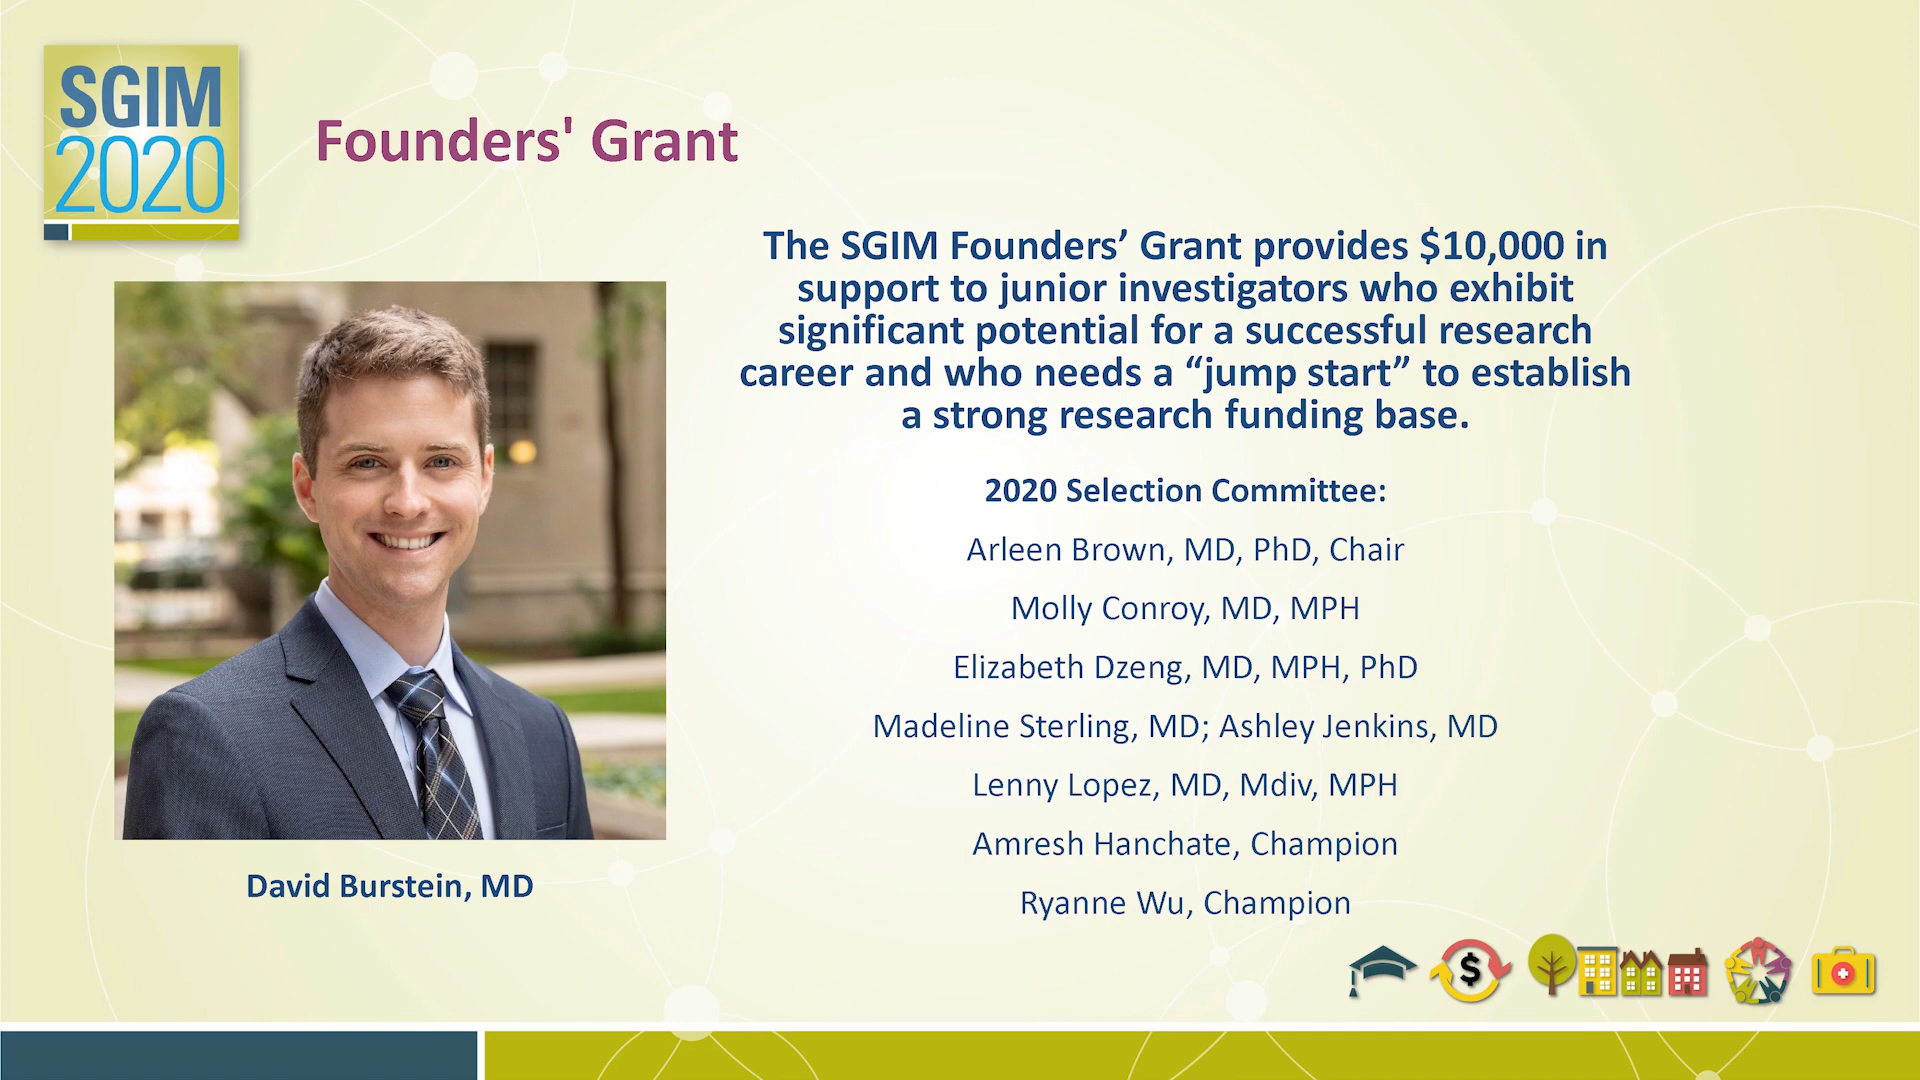 SGIM
2020
Founders' Grant
The SGIM Founders’ Grant provides $10,000 in
support to junior investigators who exhibit
significant potential for a successful research
career and who needs a “jump start” to establish
a strong research funding base.
2020 Selection Committee:
Arleen Brown, MD, PhD, Chair
Molly Conroy, MD, MPH
Elizabeth Dzeng, MD, MPH, PhD
Madeline Sterling, MD; Ashley Jenkins, MD
Lenny Lopez, MD, Mdiv, MPH
Amresh Hanchate, Champion
Ryanne Wu, Champion
David Burstein, MD
$